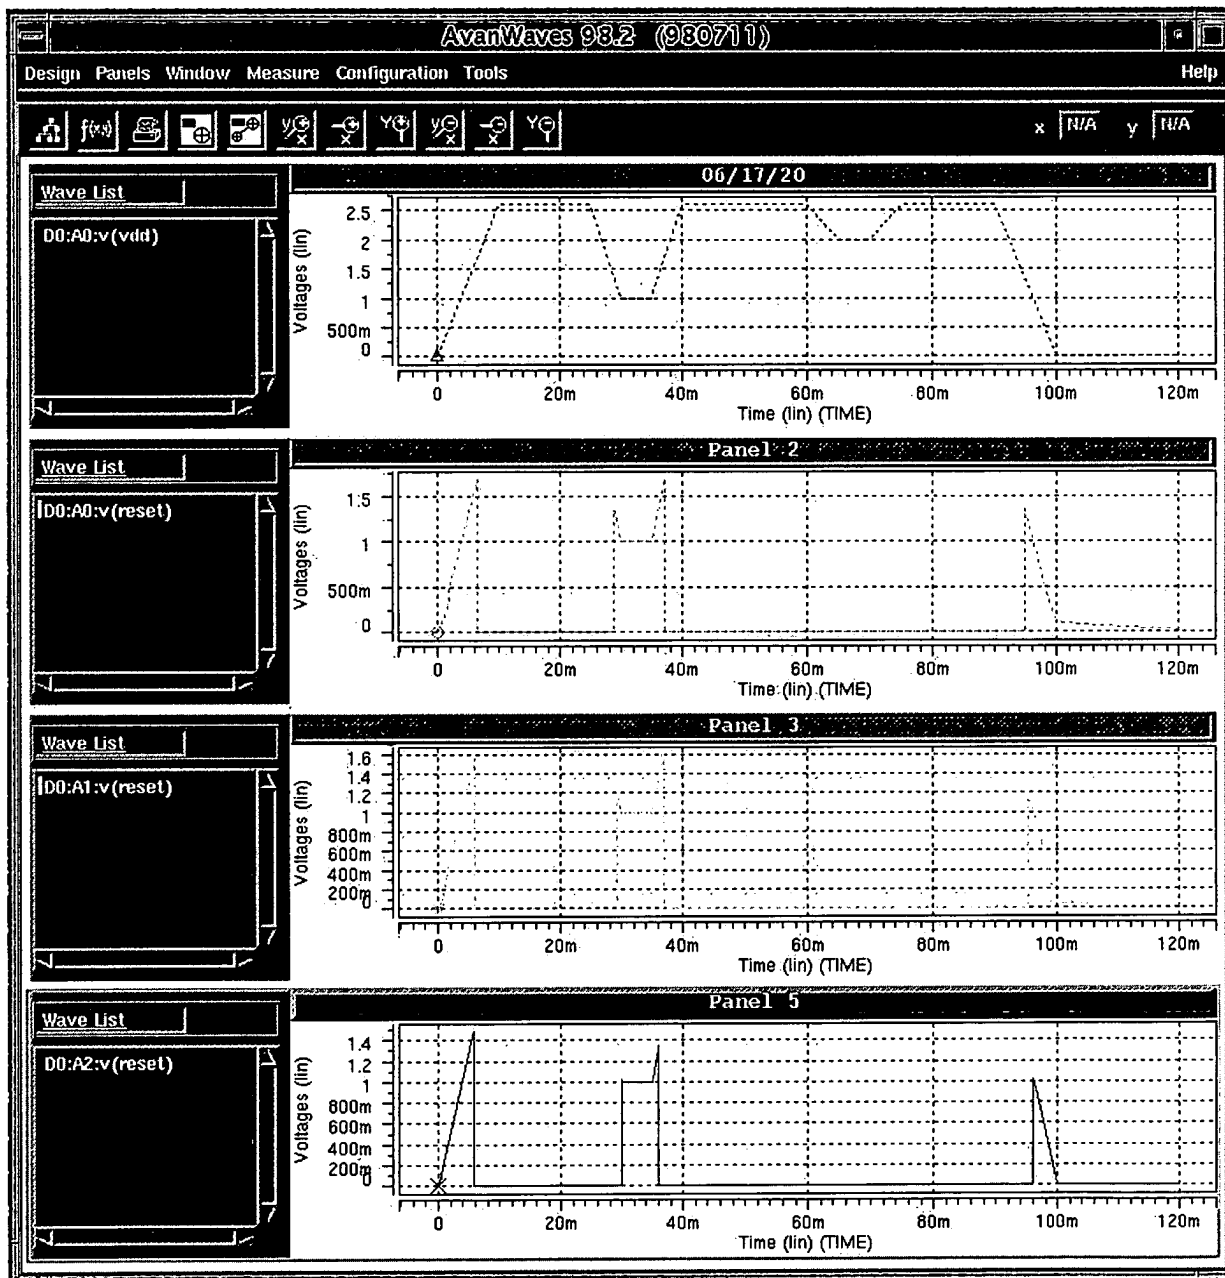 AvanWaves 98.2 (980711)
Design Panels Window Measure Configuration Tools Help
f(x,y) y x x Y y x x Y x N/A y N/A
Wave List
D0:A0:v(vdd)
06/17/20
Voltages (lin)
2.5
2
1.5
1
500m
0
0 20m 40m 60m 80m 100m 120m
Time (lin) (TIME)
Wave List
D0:A0:v(reset)
Panel 2
Voltages (lin)
1.5
1
500m
0
0 20m 40m 60m 80m 100m 120m
Time (lin) (TIME)
Wave List
D0:A1:v(reset)
Panel 3
Voltages (lin)
1.6
1.4
1.2
1
800m
600m
400m
200m
0
0 20m 40m 60m 80m 100m 120m
Time (lin) (TIME)
Wave List
D0:A2:v(reset)
Panel 5
Voltages (lin)
1.4
1.2
1
800m
600m
400m
200m
0
0 20m 40m 60m 80m 100m 120m
Time (lin) (TIME)